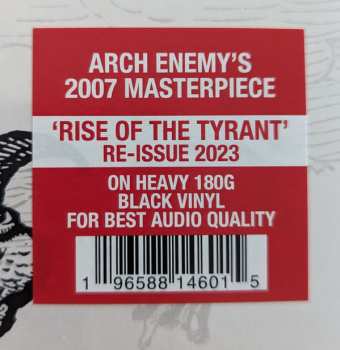 ARCH ENEMY'S
2007 MASTERPIECE
'RISE OF THE TYRANT'
RE-ISSUE 2023
ON HEAVY 180G
BLACK VINYL
FOR BEST AUDIO QUALITY
1 96588 14601 5